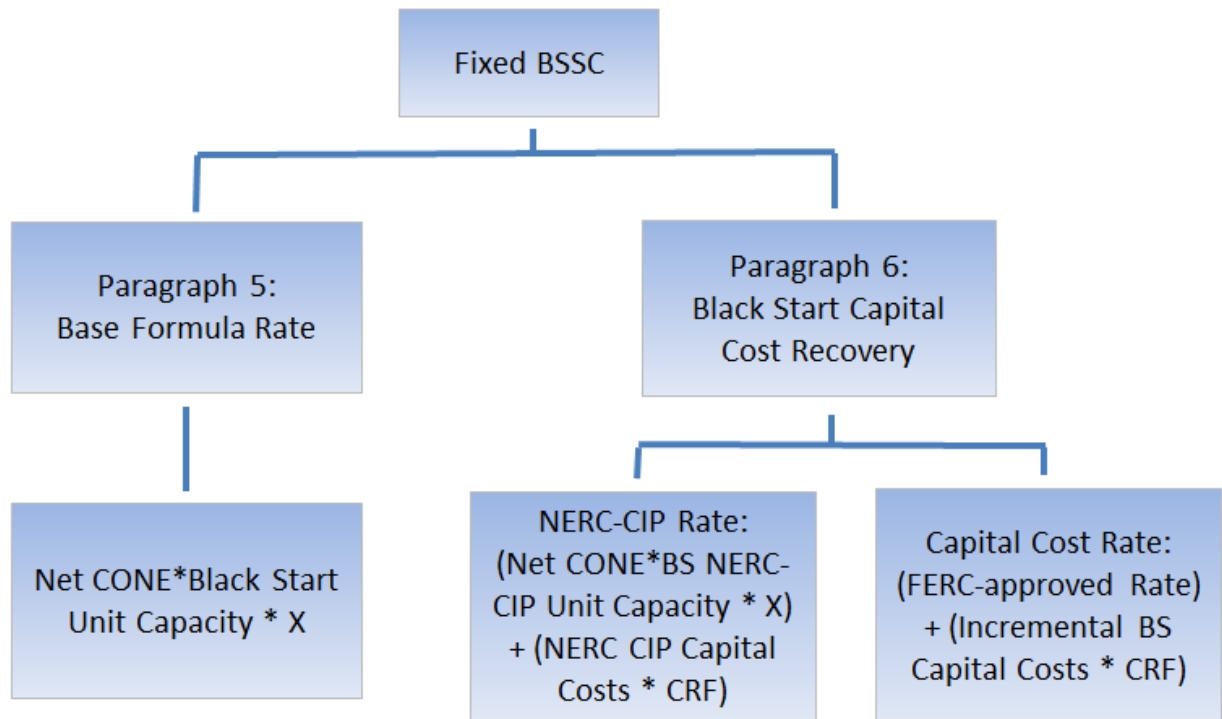 Fixed BSSC
Paragraph 5:
Base Formula Rate
Paragraph 6:
Black Start Capital
Cost Recovery
Net CONE*Black Start
Unit Capacity * X
NERC-CIP Rate:
(Net CONE*BS NERC-
CIP Unit Capacity * X)
+ (NERC CIP Capital
Costs * CRF)
Capital Cost Rate:
(FERC-approved Rate)
+ (Incremental BS
Capital Costs * CRF)